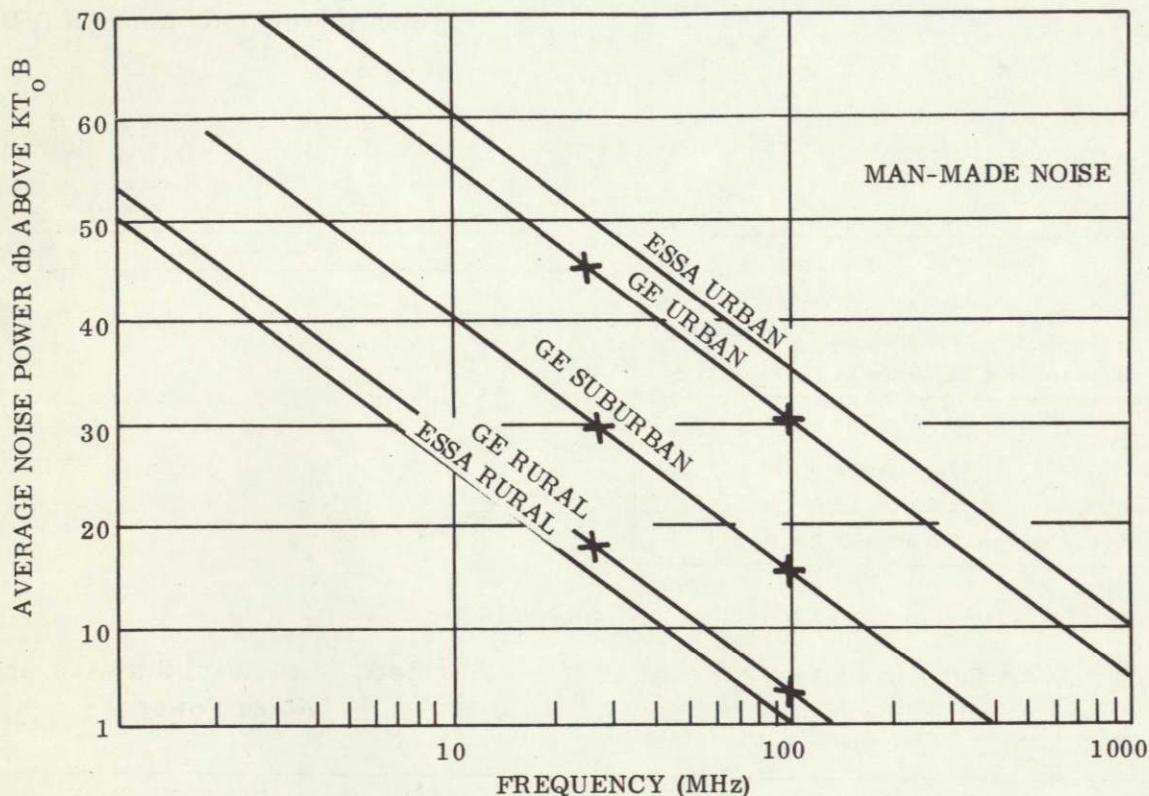 70
60
50
40
30
20
10
1
AVERAGE NOISE POWER db ABOVE KT₀B
MAN-MADE NOISE
ESSA URBAN
GE URBAN
GE SUBURBAN
GE RURAL
ESSA RURAL
10
100
1000
FREQUENCY (MHz)